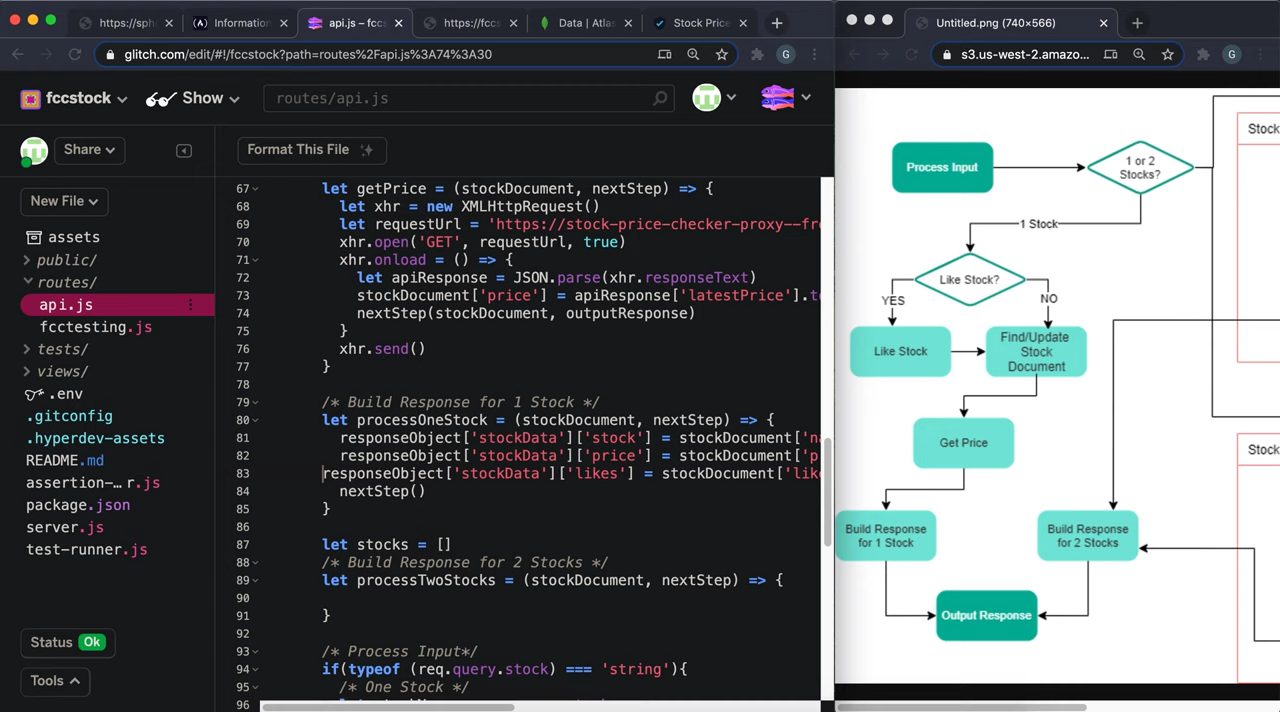 https://sph
Information
api.js – fcc
https://fccs
Data | Atlas
Stock Price
glitch.com/edit/#!/fccstock?path=routes%2Fapi.js%3A74%3A30
G
fccstock
Show
routes/api.js
Share
New File
assets
public/
routes/
api.js
fcctesting.js
tests/
views/
.env
.gitconfig
.hyperdev-assets
README.md
assertion-… r.js
package.json
server.js
test-runner.js
Status Ok
Tools
Format This File
67 let getPrice = (stockDocument, nextStep) => {
68 let xhr = new XMLHttpRequest()
69 let requestUrl = 'https://stock-price-checker-proxy--fr
70 xhr.open('GET', requestUrl, true)
71 xhr.onload = () => {
72 let apiResponse = JSON.parse(xhr.responseText)
73 stockDocument['price'] = apiResponse['latestPrice'].t
74 nextStep(stockDocument, outputResponse)
75 }
76 xhr.send()
77 }
78
79 /* Build Response for 1 Stock */
80 let processOneStock = (stockDocument, nextStep) => {
81 responseObject['stockData']['stock'] = stockDocument['n
82 responseObject['stockData']['price'] = stockDocument['p
83 responseObject['stockData']['likes'] = stockDocument['lik
84 nextStep()
85 }
86
87 let stocks = []
88 /* Build Response for 2 Stocks */
89 let processTwoStocks = (stockDocument, nextStep) => {
90
91 }
92
93 /* Process Input*/
94 if(typeof (req.query.stock) === 'string'){
95 /* One Stock */
96
Untitled.png (740×566)
s3.us-west-2.amazo...
G
Process Input
1 or 2
Stocks?
Stock
1 Stock
Like Stock?
YES
NO
Like Stock
Find/Update
Stock
Document
Get Price
Stock
Build Response
for 1 Stock
Build Response
for 2 Stocks
Output Response